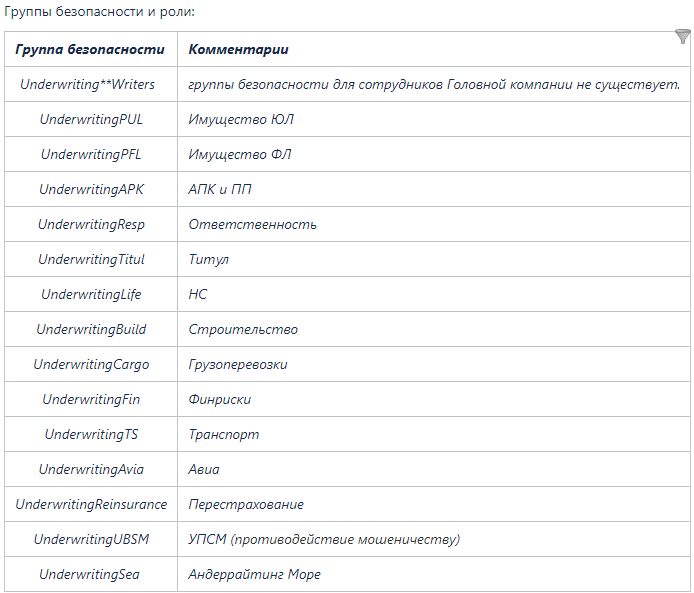 Группы безопасности и роли:
Группа безопасности Комментарии
Underwriting**Writers группы безопасности для сотрудников Головной компании не существует.
UnderwritingPUL Имущество ЮЛ
UnderwritingPFL Имущество ФЛ
UnderwritingAPK АПК и ПП
UnderwritingResp Ответственность
UnderwritingTitul Титул
UnderwritingLife НС
UnderwritingBuild Строительство
UnderwritingCargo Грузоперевозки
UnderwritingFin Финриски
UnderwritingTS Транспорт
UnderwritingAvia Авиа
UnderwritingReinsurance Перестрахование
UnderwritingUBSM УПСМ (противодействие мошеничеству)
UnderwritingSea Андеррайтинг Море